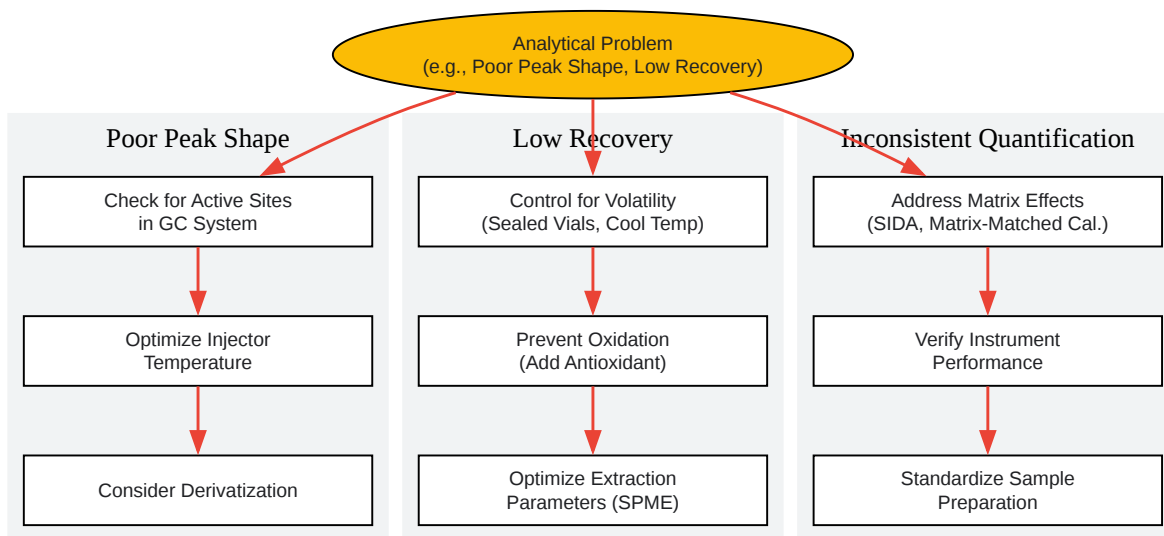 Analytical Problem
(e.g., Poor Peak Shape, Low Recovery)
Poor Peak Shape
Check for Active Sites
in GC System
Optimize Injector
Temperature
Consider Derivatization
Low Recovery
Control for Volatility
(Sealed Vials, Cool Temp)
Prevent Oxidation
(Add Antioxidant)
Optimize Extraction
Parameters (SPME)
Inconsistent Quantification
Address Matrix Effects
(SIDA, Matrix-Matched Cal.)
Verify Instrument
Performance
Standardize Sample
Preparation